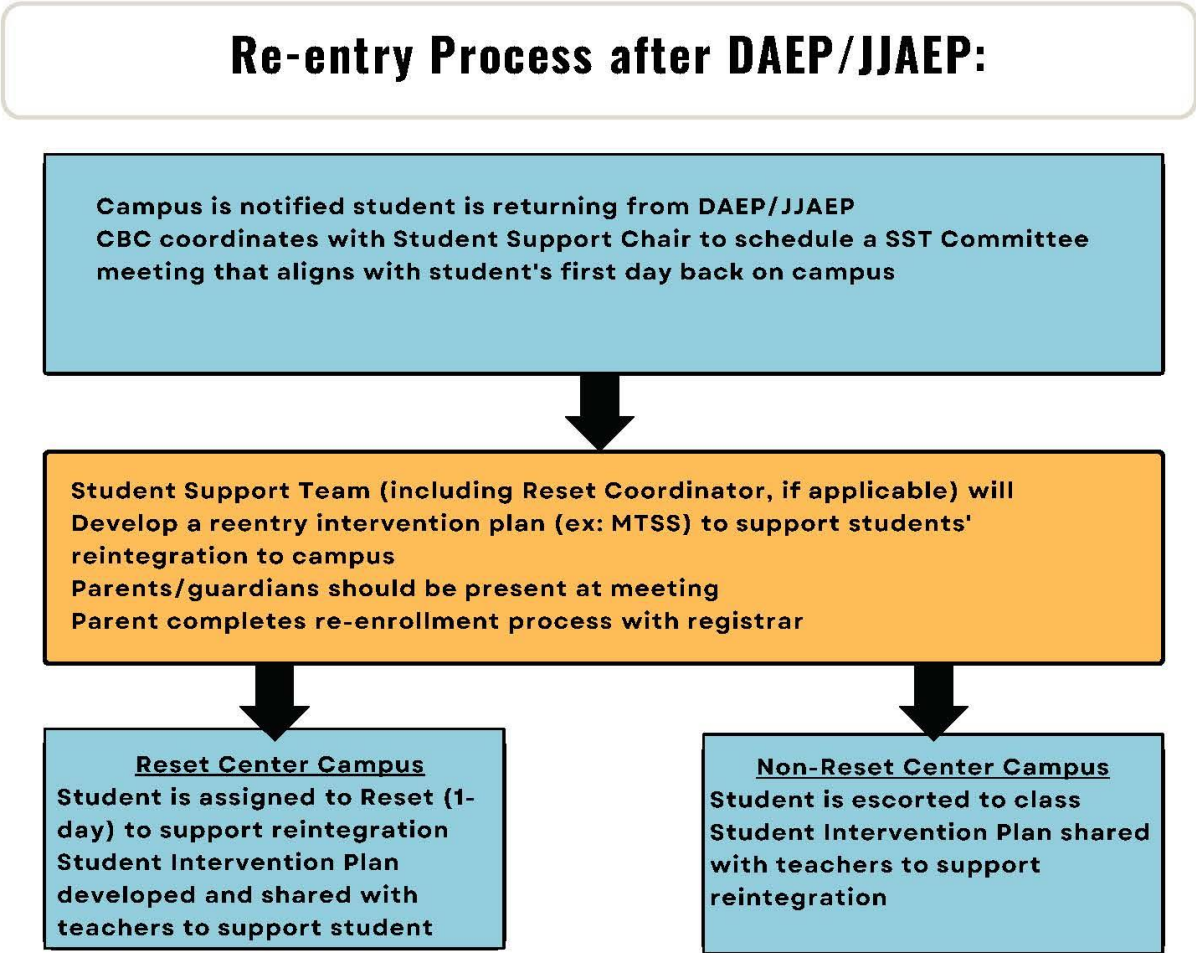 Re-entry Process after DAEP/JJAEP:
Campus is notified student is returning from DAEP/JJAEP
CBC coordinates with Student Support Chair to schedule a SST Committee
meeting that aligns with student's first day back on campus
Student Support Team (including Reset Coordinator, if applicable) will
Develop a reentry intervention plan (ex: MTSS) to support students'
reintegration to campus
Parents/guardians should be present at meeting
Parent completes re-enrollment process with registrar
Reset Center Campus
Student is assigned to Reset (1-
day) to support reintegration
Student Intervention Plan
developed and shared with
teachers to support student
Non-Reset Center Campus
Student is escorted to class
Student Intervention Plan shared
with teachers to support
reintegration